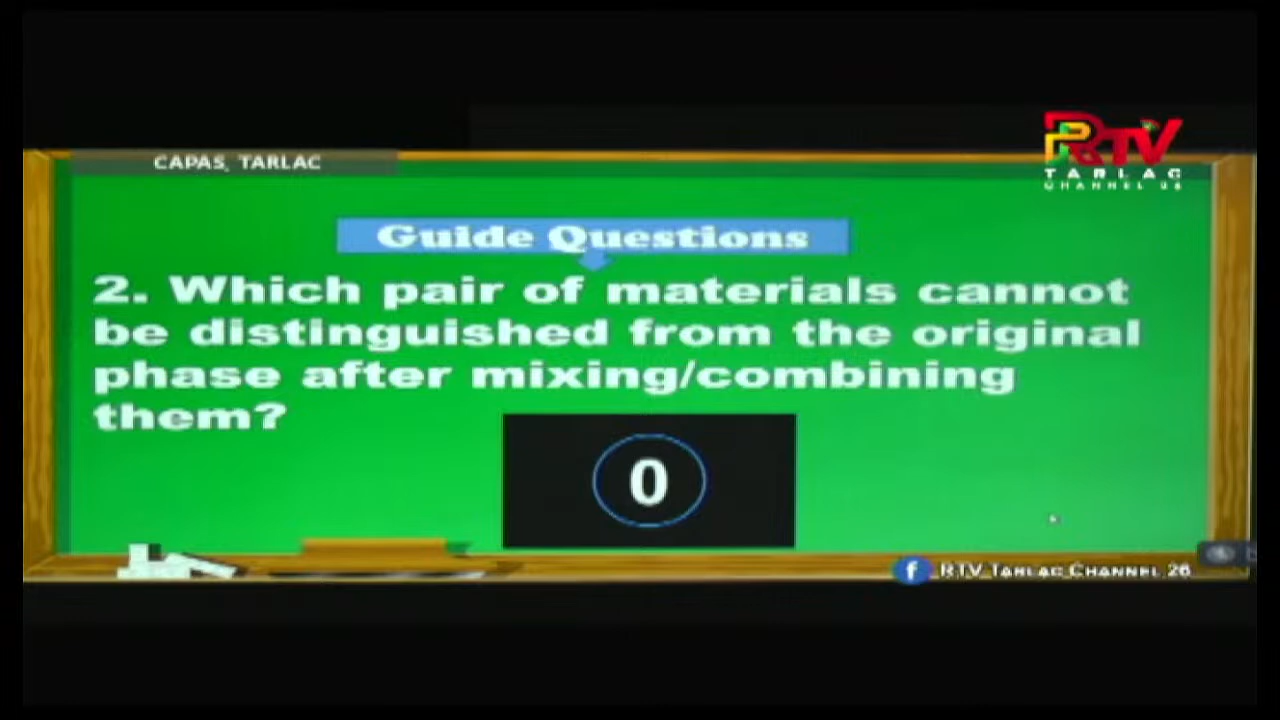 CAPAS, TARLAC
RTV
TARLAC
CHANNEL 26
Guide Questions
2. Which pair of materials cannot
be distinguished from the original
phase after mixing/combining
them?
0
RTV TARLAC CHANNEL 26